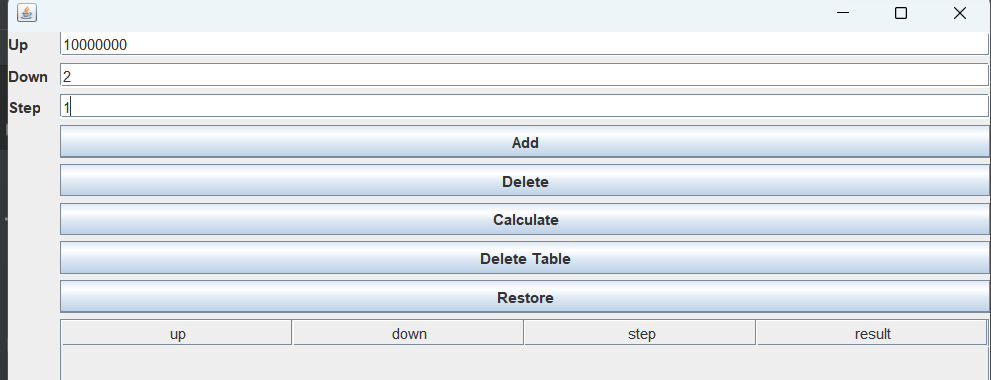 Up 10000000
Down 2
Step 1
Add
Delete
Calculate
Delete Table
Restore
up down step result